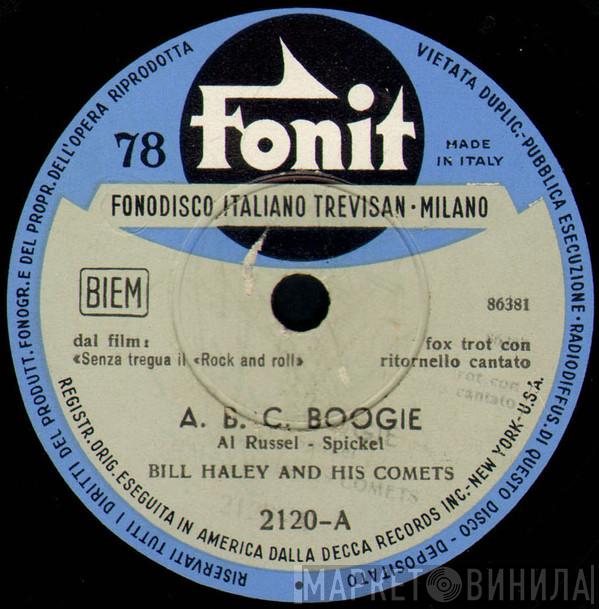 RISERVATI TUTTI I DIRITTI DEL PRODUTT. FONOGR. E DEL PROPR. DELL'OPERA RIPRODOTTA
VIETATA DUPLIC.-PUBBLICA ESECUZIONE·RADIODIFFUS. DI QUESTO DISCO - DEPOSITATO
78
Fonit
MADE
IN ITALY
FONODISCO ITALIANO TREVISAN · MILANO
BIEM
86381
dal film:
«Senza tregua il «Rock and roll»
fox trot con
ritornello cantato
A. B. C. BOOGIE
Al Russel - Spickel
BILL HALEY AND HIS COMETS
2120-A
REGISTR. ORIG. ESEGUITA IN AMERICA DALLA DECCA RECORDS INC.-NEW YORK-U.S.A.
МАРКЕТ ВИНИЛА